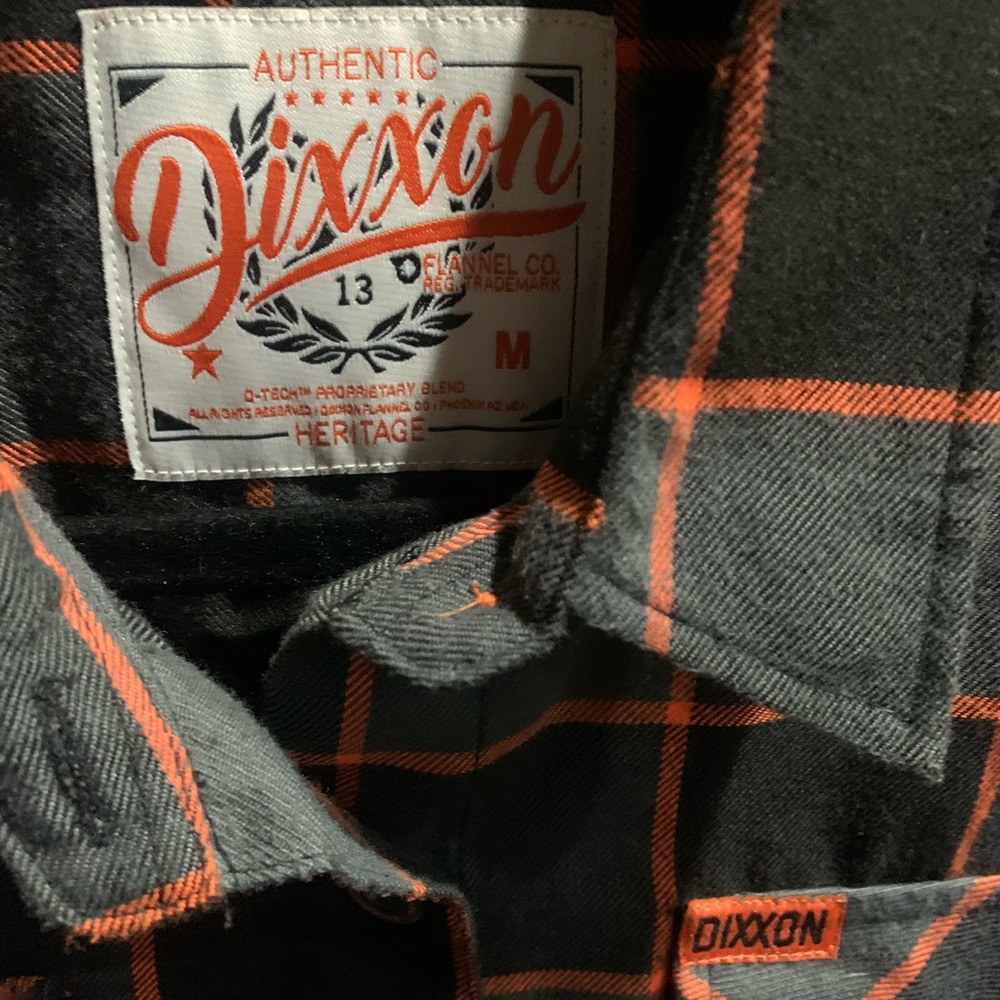 AUTHENTIC
Dixxon
13
FLANNEL CO.
REG. TRADEMARK
M
D-TECH™ PROPRIETARY BLEND
ALL RIGHTS RESERVED / DIXXON FLANNEL CO / PHOENIX AZ USA
HERITAGE
DIXXON